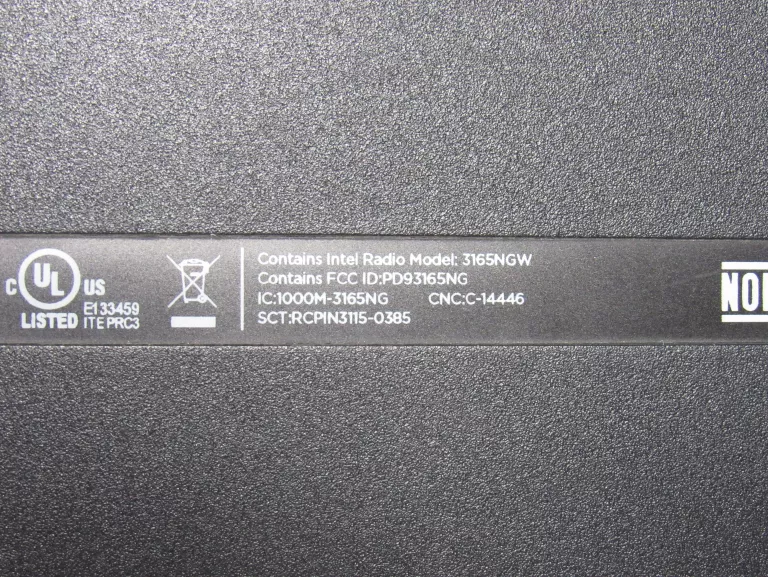 C UL US
LISTED
E133459
ITE PRC3
Contains Intel Radio Model: 3165NGW
Contains FCC ID:PD93165NG
IC:1000M-3165NG CNC:C-14446
SCT:RCPIN3115-0385
NO